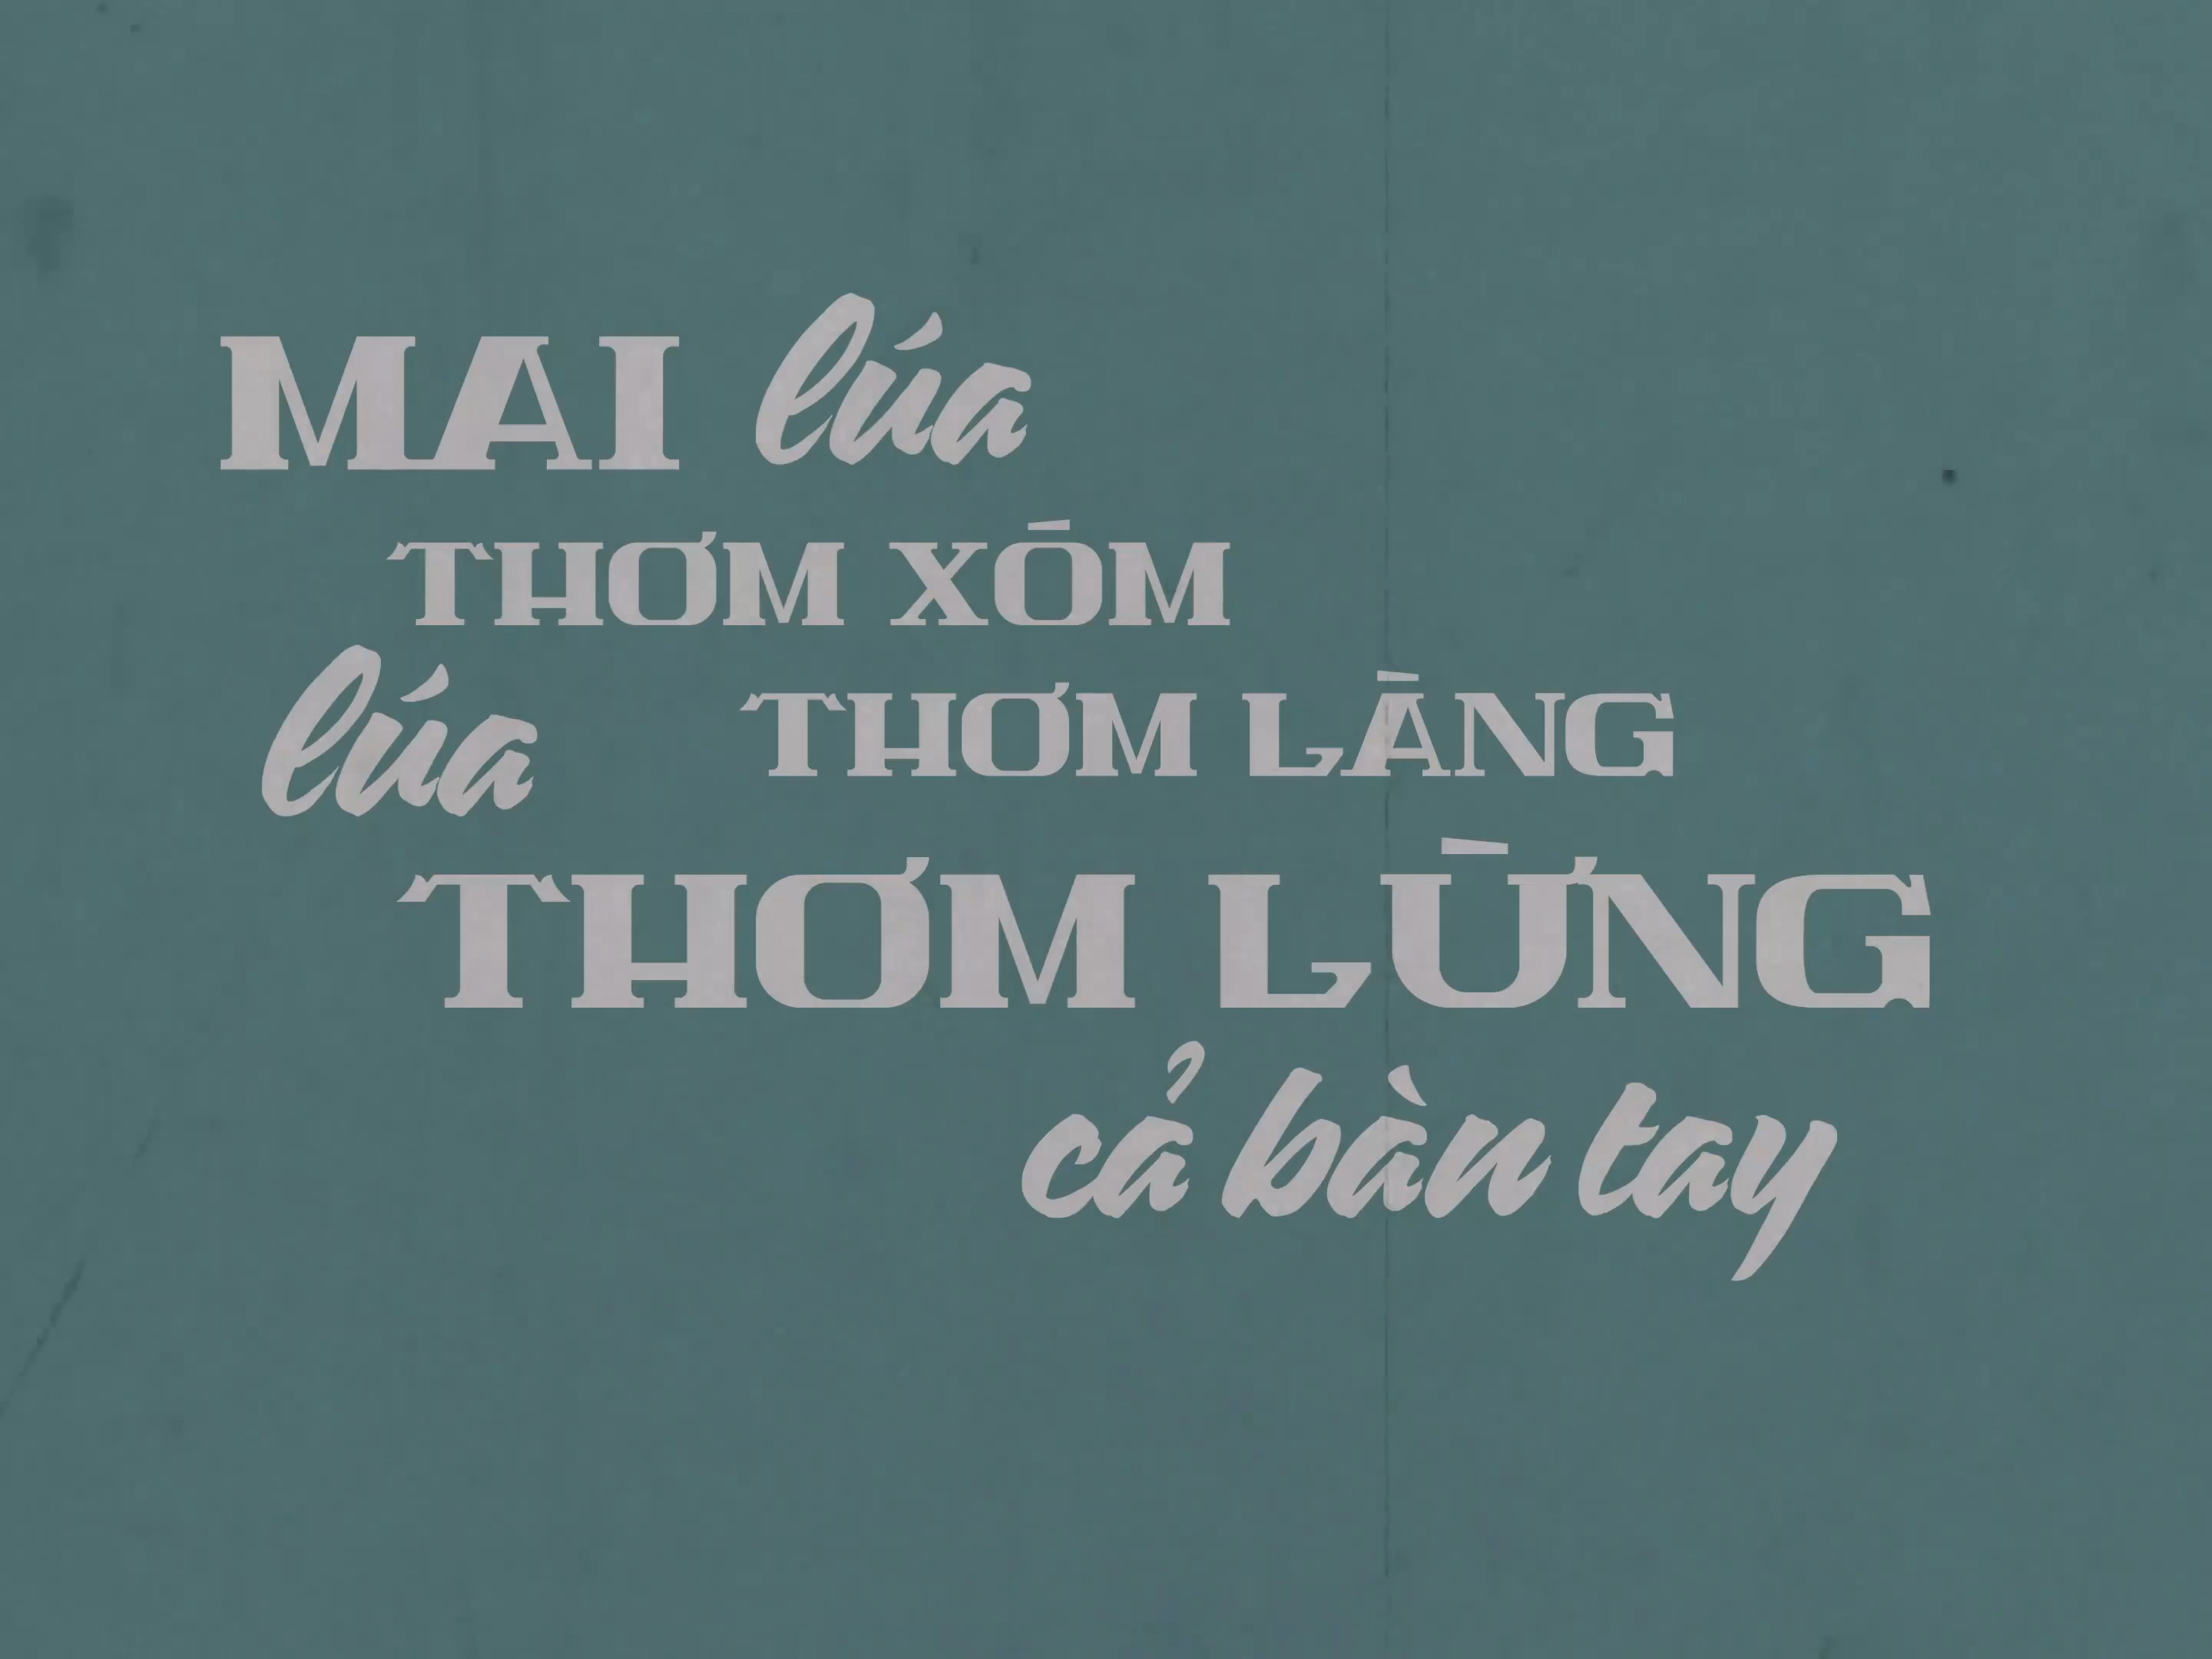 MAI lúa
THƠM XÓM
lúa THƠM LÀNG
THƠM LỪNG
cả bàn tay